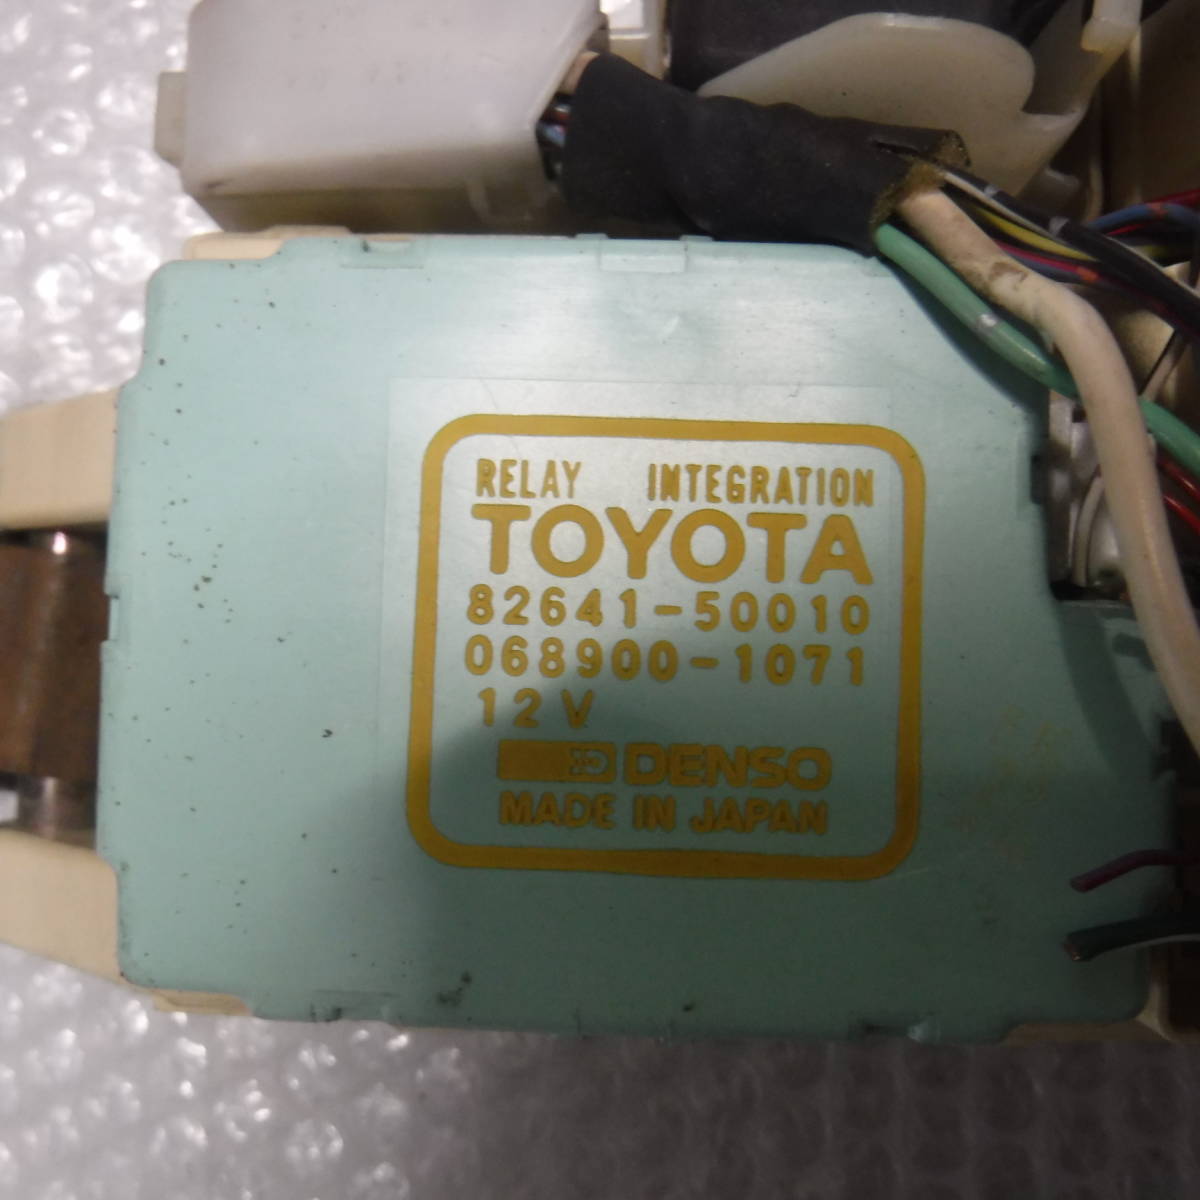 RELAY INTEGRATION
TOYOTA
82641-50010
068900-1071
12V
DENSO
MADE IN JAPAN